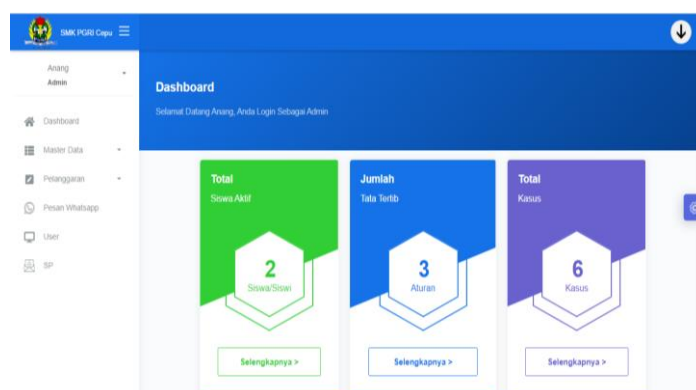 SMK PGRI Cepu
Anang
Admin
Dashboard
Master Data
Pelanggaran
Pesan Whatsapp
User
SP
Dashboard
Selamat Datang Anang, Anda Login Sebagai Admin
Total
Siswa Aktif
2
Siswa/Siswi
Selengkapnya >
Jumlah
Tata Tertib
3
Aturan
Selengkapnya >
Total
Kasus
6
Kasus
Selengkapnya >